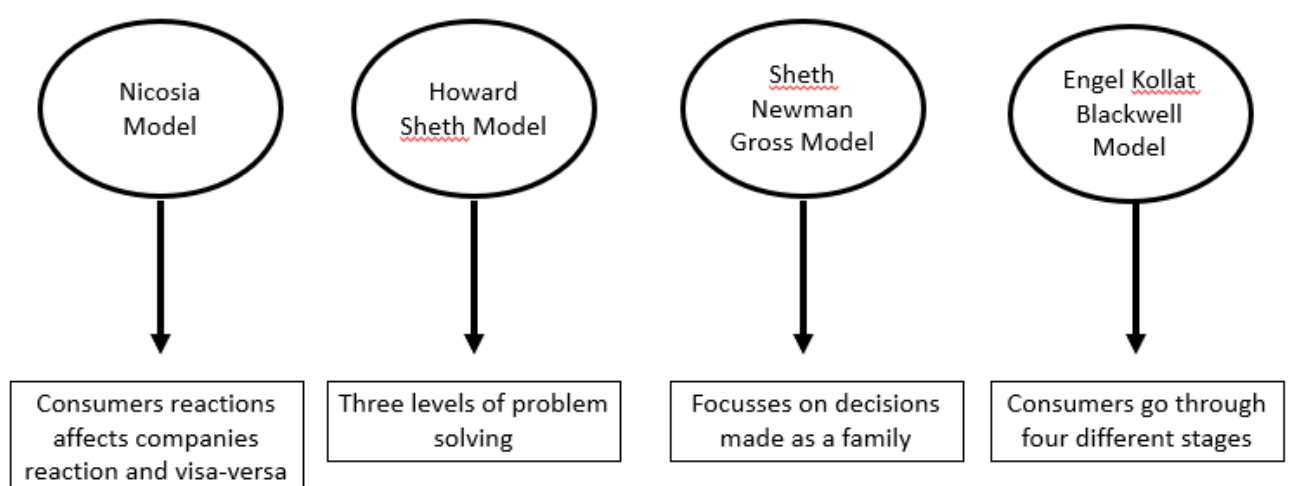 Nicosia
Model
Howard
Sheth Model
Sheth
Newman
Gross Model
Engel Kollat
Blackwell
Model
Consumers reactions
affects companies
reaction and visa-versa
Three levels of problem
solving
Focusses on decisions
made as a family
Consumers go through
four different stages